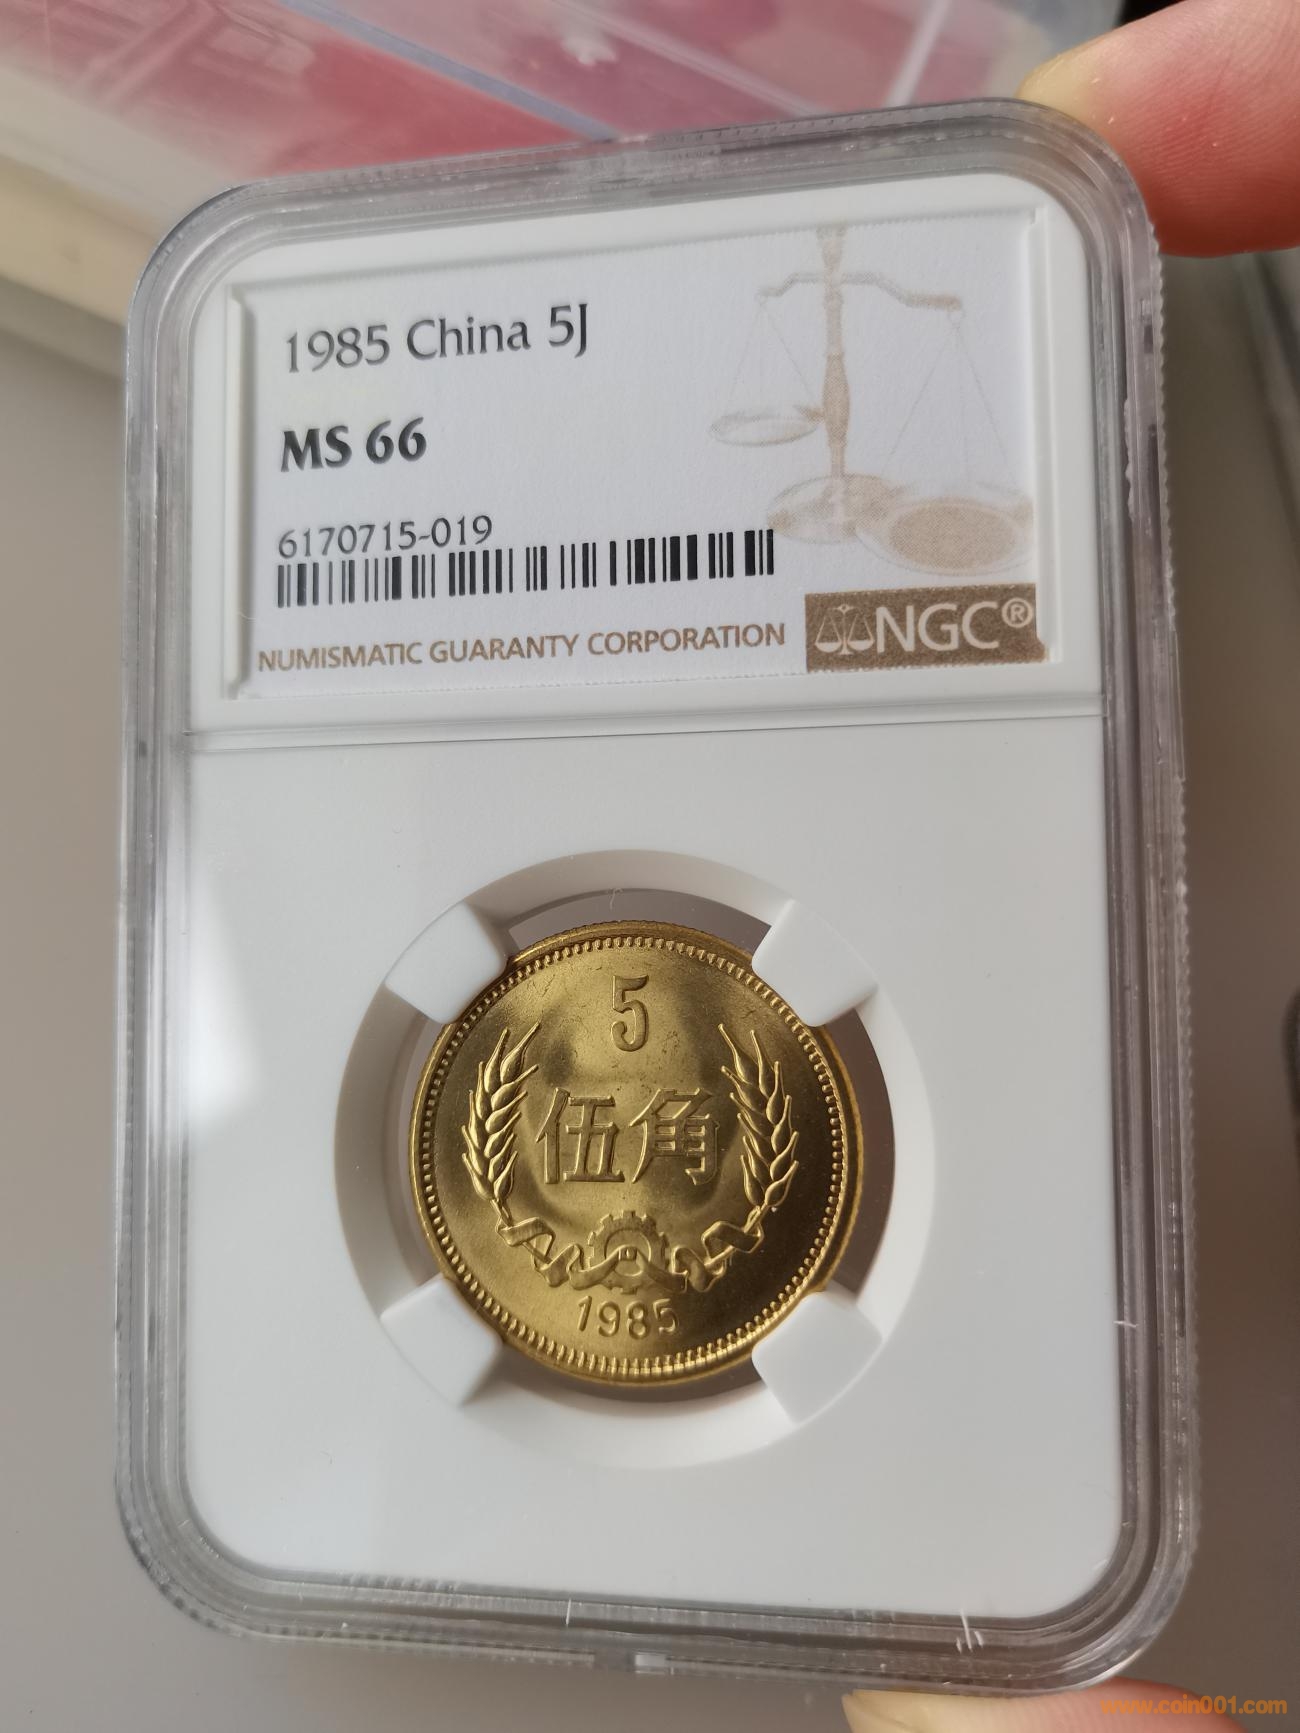 1985 China 5J
MS 66
6170715-019
NUMISMATIC GUARANTY CORPORATION
NGC®
5
伍角
1985
www.coin001.com